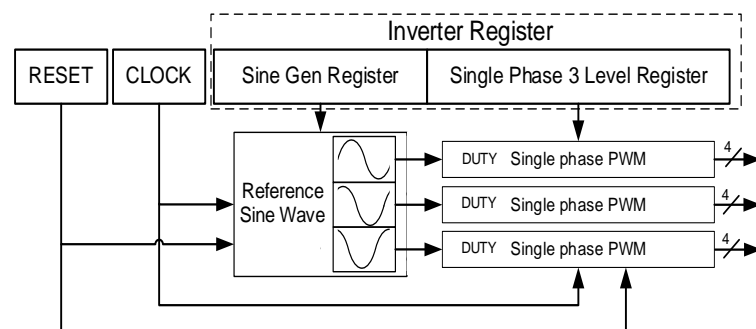 Inverter Register
RESET
CLOCK
Sine Gen Register
Single Phase 3 Level Register
Reference
Sine Wave
DUTY Single phase PWM
4
DUTY Single phase PWM
4
DUTY Single phase PWM
4